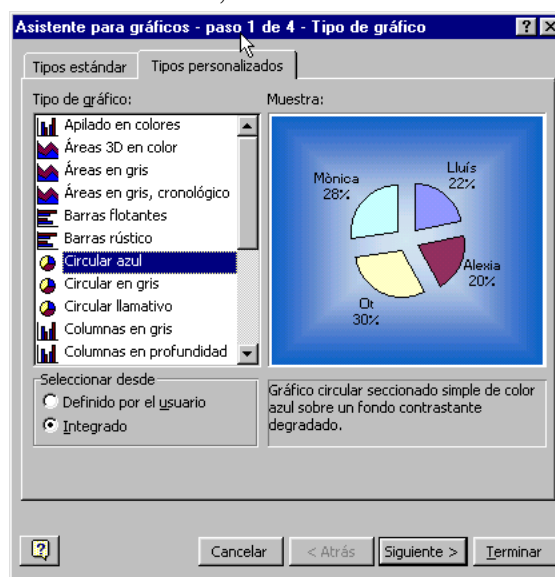 Asistente para gráficos - paso 1 de 4 - Tipo de gráfico
Tipos estándar
Tipos personalizados
Tipo de gráfico:
Apilado en colores
Áreas 3D en color
Áreas en gris
Áreas en gris, cronológico
Barras flotantes
Barras rústico
Circular azul
Circular en gris
Circular llamativo
Columnas en gris
Columnas en profundidad
Muestra:
Mònica
28%
Lluís
22%
Alexia
20%
Ot
30%
Seleccionar desde
Definido por el usuario
Integrado
Gráfico circular seccionado simple de color
azul sobre un fondo contrastante
degradado.
Cancelar
< Atrás
Siguiente >
Terminar